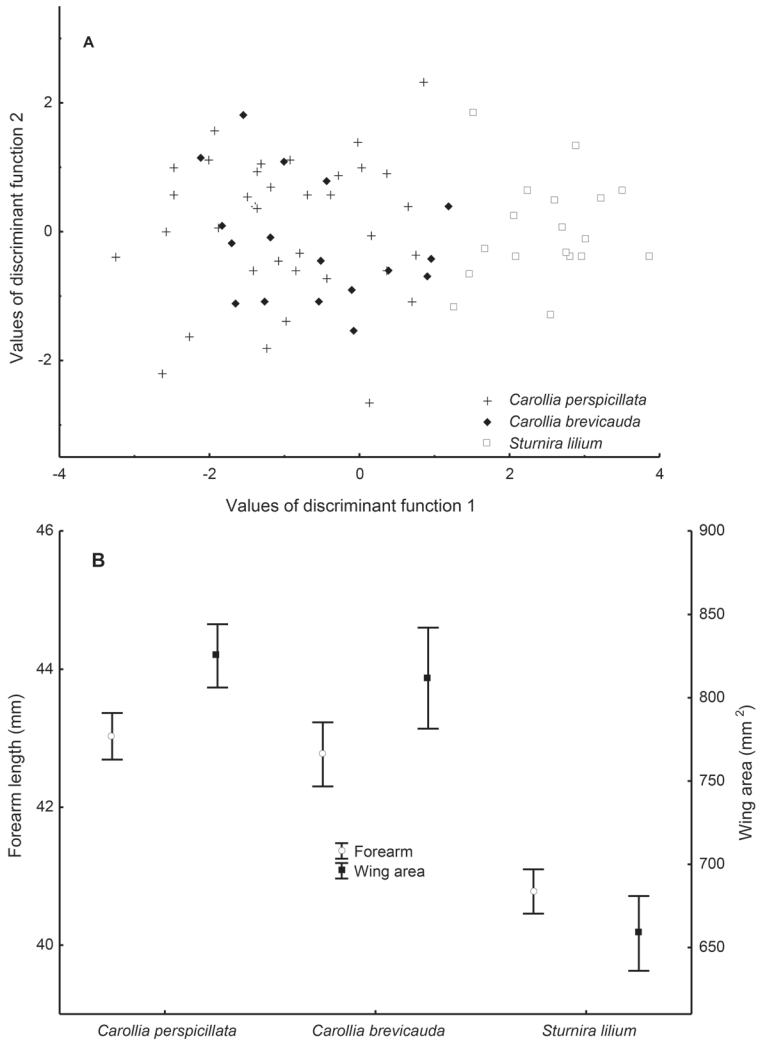 A
Values of discriminant function 2
2
0
-2
Carollia perspicillata
Carollia brevicauda
Sturnira lilium
-4
-2
0
2
4
Values of discriminant function 1
B
46
44
42
40
Forearm length (mm)
900
850
800
750
700
650
Wing area (mm 2)
Forearm
Wing area
Carollia perspicillata
Carollia brevicauda
Sturnira lilium